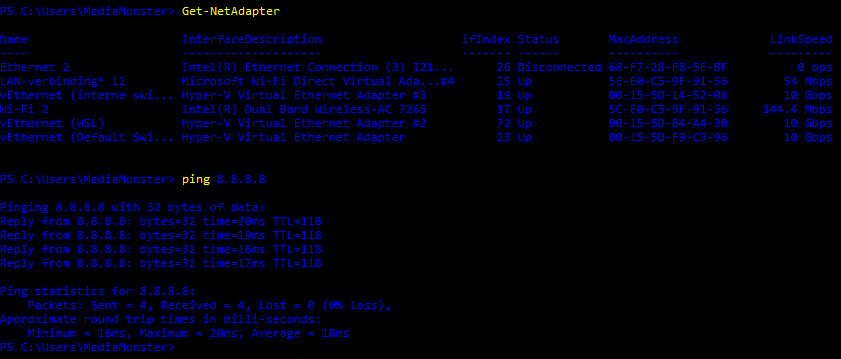 PS C:\Users\MediaMonster> Get-NetAdapter
Name InterfaceDescription ifIndex Status MacAddress LinkSpeed
---- -------------------- ------- ------ ---------- ---------
Ethernet 2 Intel(R) Ethernet Connection (3) I21... 26 Disconnected 68-F7-28-F8-5F-BF 0 bps
LAN-verbinding* 12 Microsoft Wi-Fi Direct Virtual Ada...#4 25 Up 5E-E0-C5-9F-91-56 54 Mbps
vEthernet (interne swi... Hyper-V Virtual Ethernet Adapter #3 19 Up 00-15-5D-14-52-08 10 Gbps
Wi-Fi 2 Intel(R) Dual Band Wireless-AC 7265 17 Up 5C-E0-C5-9F-91-56 144.4 Mbps
vEthernet (WSL) Hyper-V Virtual Ethernet Adapter #2 72 Up 00-15-5D-84-A4-30 10 Gbps
vEthernet (Default Swi... Hyper-V Virtual Ethernet Adapter 23 Up 00-15-5D-F9-C9-96 10 Gbps
PS C:\Users\MediaMonster> ping 8.8.8.8
Pinging 8.8.8.8 with 32 bytes of data:
Reply from 8.8.8.8: bytes=32 time=20ms TTL=118
Reply from 8.8.8.8: bytes=32 time=19ms TTL=118
Reply from 8.8.8.8: bytes=32 time=16ms TTL=118
Reply from 8.8.8.8: bytes=32 time=17ms TTL=118
Ping statistics for 8.8.8.8:
Packets: Sent = 4, Received = 4, Lost = 0 (0% loss),
Approximate round trip times in milli-seconds:
Minimum = 16ms, Maximum = 20ms, Average = 18ms
PS C:\Users\MediaMonster>